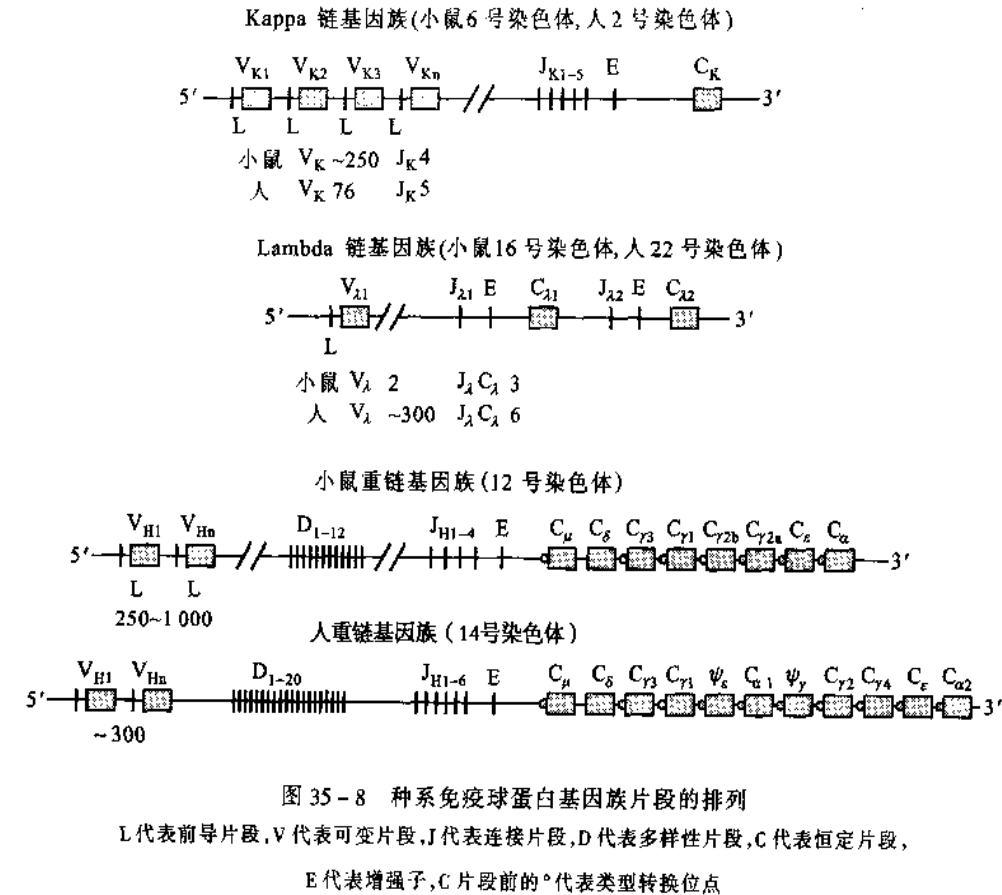 Kappa 链基因族(小鼠6 号染色体,人2 号染色体)
V_K1 V_K2 V_K3 V_Kn J_K1-5 E C_K
5′ 3′
L L L L
小鼠 V_K ~250 J_K 4
人 V_K 76 J_K 5
Lambda 链基因族(小鼠16 号染色体,人22 号染色体)
V_λ1 J_λ1 E C_λ1 J_λ2 E C_λ2
5′ 3′
L
小鼠 V_λ 2 J_λ C_λ 3
人 V_λ ~300 J_λ C_λ 6
小鼠重链基因族(12 号染色体)
V_H1 V_Hn D_1-12 J_H1-4 E C_μ C_δ C_γ3 C_γ1 C_γ2b C_γ2a C_ε C_α
5′ 3′
L L
250~1 000
人重链基因族(14号染色体)
V_H1 V_Hn D_1-20 J_H1-6 E C_μ C_δ C_γ3 C_γ1 ψ_ε C_α1 ψ_γ C_γ2 C_γ4 C_ε C_α2
5′ 3′
~300
图 35-8 种系免疫球蛋白基因族片段的排列
L代表前导片段,V代表可变片段,J代表连接片段,D代表多样性片段,C代表恒定片段,
E代表增强子,C片段前的°代表类型转换位点